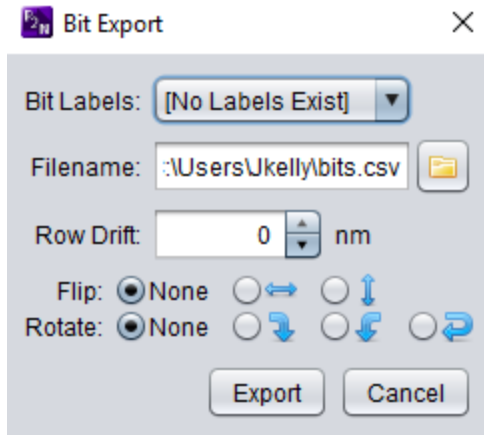 P2N Bit Export
Bit Labels: [No Labels Exist]
Filename: :\Users\Jkelly\bits.csv
Row Drift: 0 nm
Flip: None
Rotate: None
Export Cancel